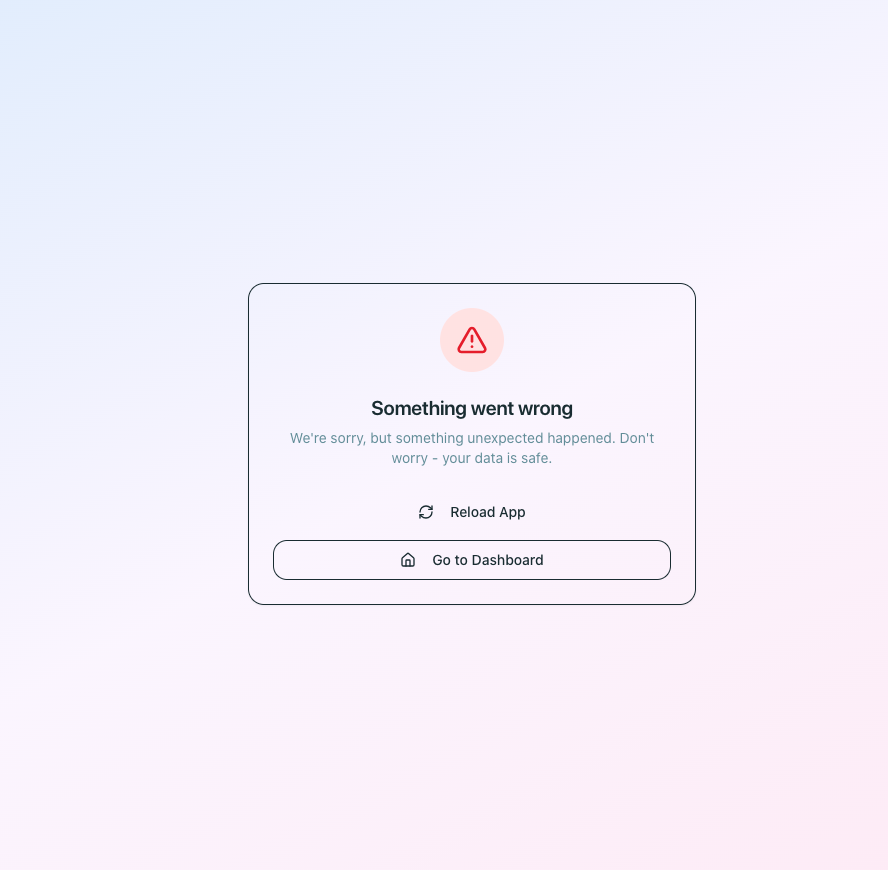 Something went wrong
We're sorry, but something unexpected happened. Don't
worry - your data is safe.
Reload App
Go to Dashboard